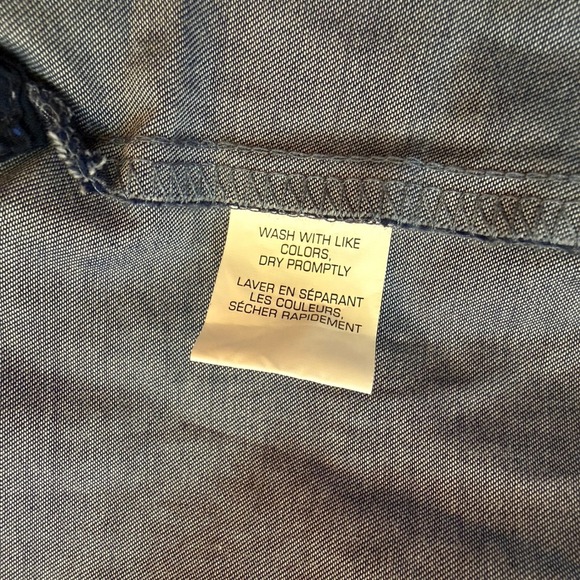 WASH WITH LIKE
COLORS,
DRY PROMPTLY
LAVER EN SÉPARANT
LES COULEURS,
SÉCHER RAPIDEMENT